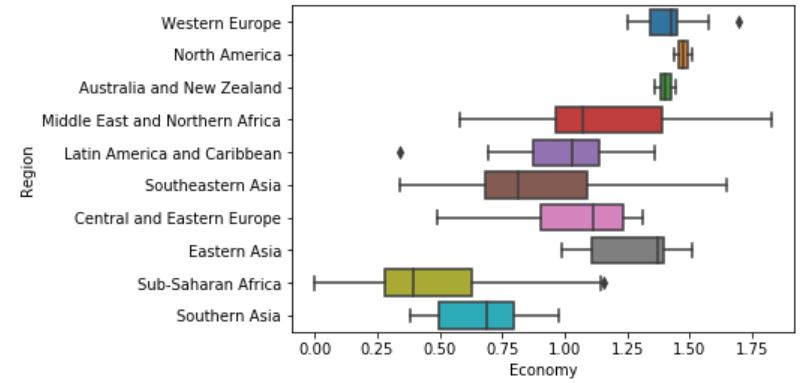 Western Europe
North America
Australia and New Zealand
Middle East and Northern Africa
Latin America and Caribbean
Southeastern Asia
Central and Eastern Europe
Eastern Asia
Sub-Saharan Africa
Southern Asia
Region
0.00 0.25 0.50 0.75 1.00 1.25 1.50 1.75
Economy